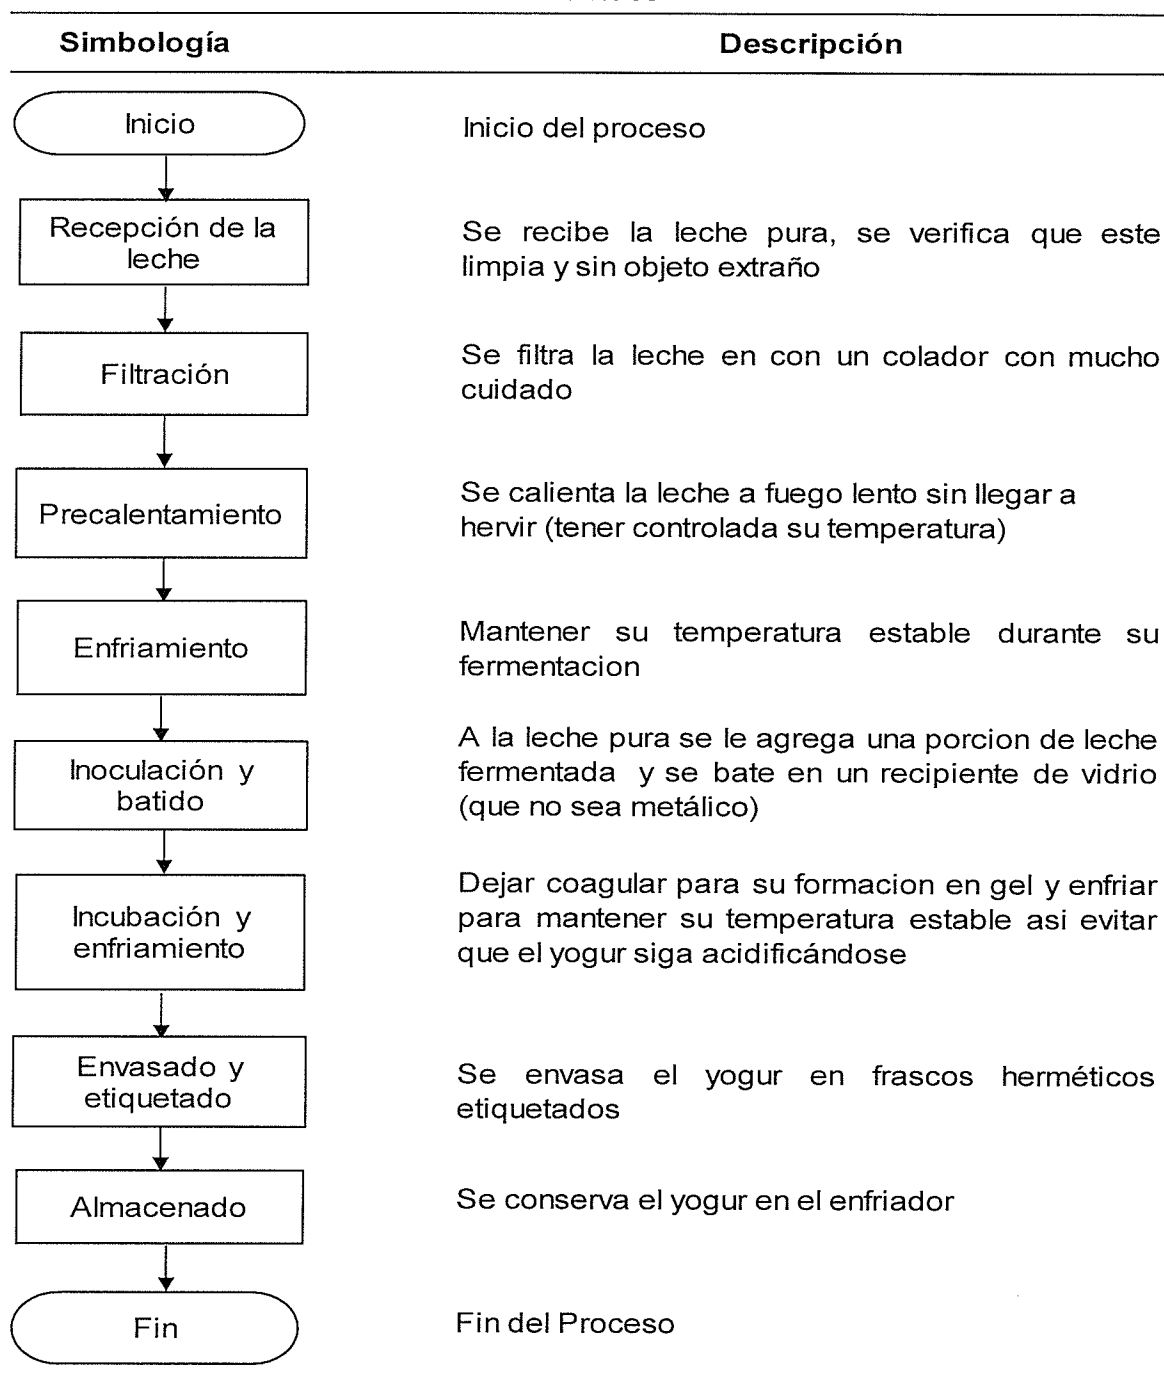 Simbología
Descripción
Inicio
Inicio del proceso
Recepción de la
leche
Se recibe la leche pura, se verifica que este
limpia y sin objeto extraño
Filtración
Se filtra la leche en con un colador con mucho
cuidado
Precalentamiento
Se calienta la leche a fuego lento sin llegar a
hervir (tener controlada su temperatura)
Enfriamiento
Mantener su temperatura estable durante su
fermentacion
Inoculación y
batido
A la leche pura se le agrega una porcion de leche
fermentada y se bate en un recipiente de vidrio
(que no sea metálico)
Incubación y
enfriamiento
Dejar coagular para su formacion en gel y enfriar
para mantener su temperatura estable asi evitar
que el yogur siga acidificándose
Envasado y
etiquetado
Se envasa el yogur en frascos herméticos
etiquetados
Almacenado
Se conserva el yogur en el enfriador
Fin
Fin del Proceso